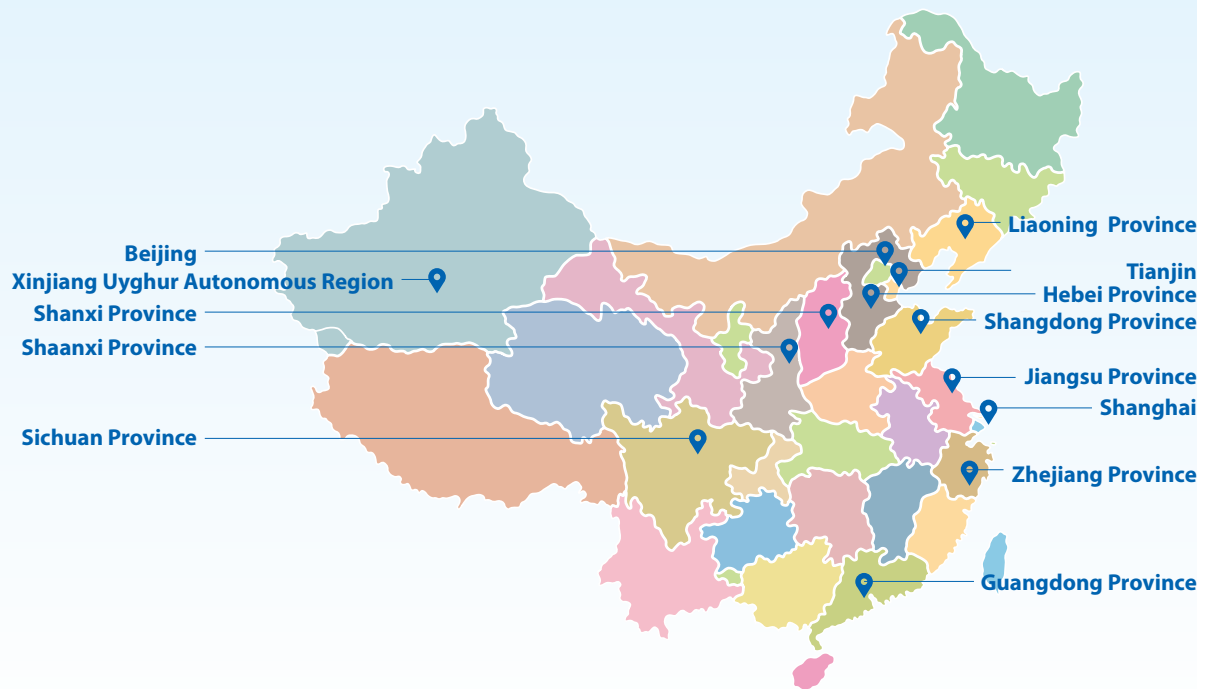 Beijing
Xinjiang Uyghur Autonomous Region
Shanxi Province
Shaanxi Province
Sichuan Province
Liaoning Province
Tianjin
Hebei Province
Shangdong Province
Jiangsu Province
Shanghai
Zhejiang Province
Guangdong Province